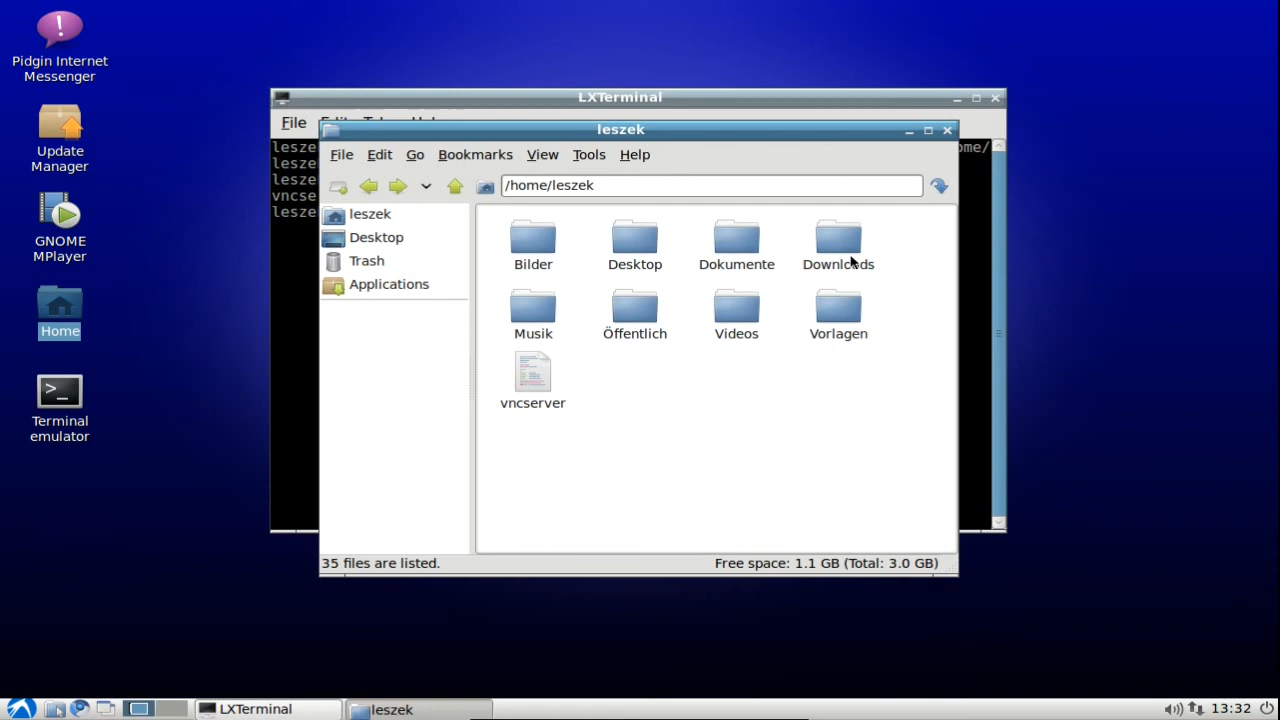 Pidgin Internet
Messenger
Update
Manager
GNOME
MPlayer
Home
Terminal
emulator
LXTerminal
File
leszek
File Edit Go Bookmarks View Tools Help
/home/leszek
leszek
Desktop
Trash
Applications
Bilder Desktop Dokumente Downloads
Musik Öffentlich Videos Vorlagen
vncserver
35 files are listed. Free space: 1.1 GB (Total: 3.0 GB)
LXTerminal leszek 13:32